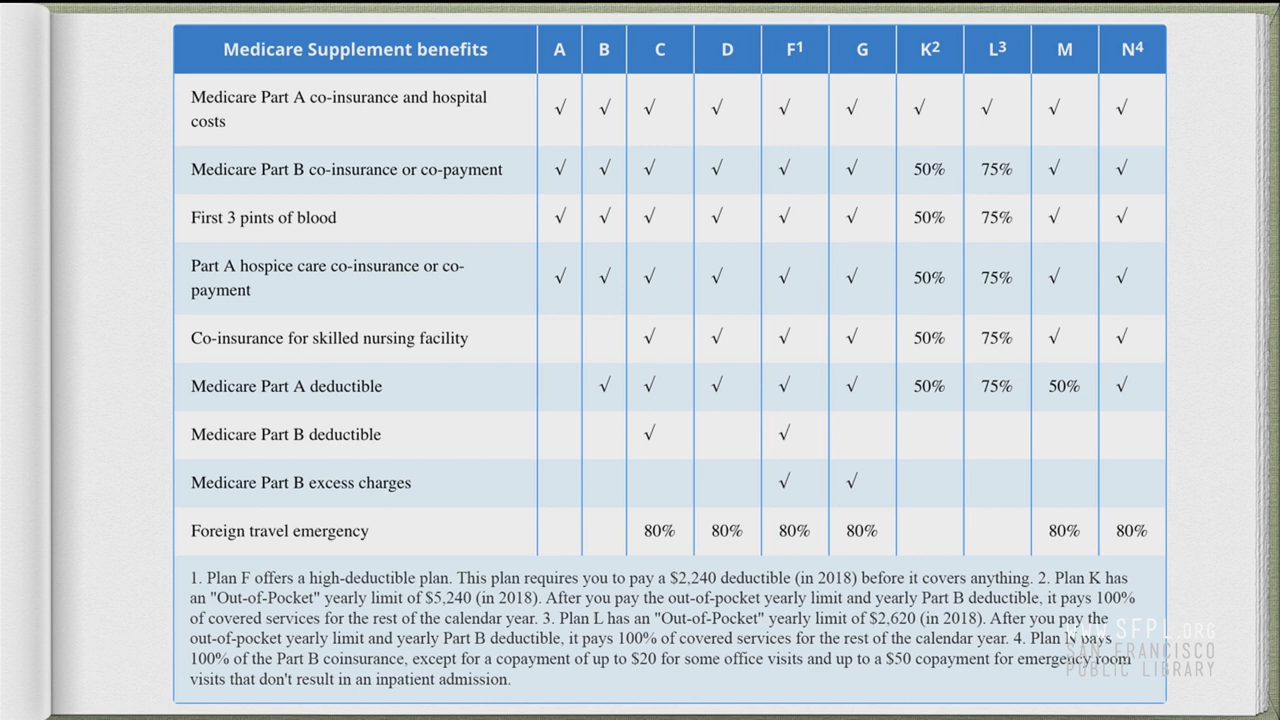 Medicare Supplement benefits A B C D F1 G K2 L3 M N4
Medicare Part A co-insurance and hospital
costs √ √ √ √ √ √ √ √ √ √
Medicare Part B co-insurance or co-payment √ √ √ √ √ √ 50% 75% √ √
First 3 pints of blood √ √ √ √ √ √ 50% 75% √ √
Part A hospice care co-insurance or co-
payment √ √ √ √ √ √ 50% 75% √ √
Co-insurance for skilled nursing facility √ √ √ √ 50% 75% √ √
Medicare Part A deductible √ √ √ √ √ 50% 75% 50% √
Medicare Part B deductible √ √
Medicare Part B excess charges √ √
Foreign travel emergency 80% 80% 80% 80% 80% 80%
1. Plan F offers a high-deductible plan. This plan requires you to pay a $2,240 deductible (in 2018) before it covers anything. 2. Plan K has
an "Out-of-Pocket" yearly limit of $5,240 (in 2018). After you pay the out-of-pocket yearly limit and yearly Part B deductible, it pays 100%
of covered services for the rest of the calendar year. 3. Plan L has an "Out-of-Pocket" yearly limit of $2,620 (in 2018). After you pay the
out-of-pocket yearly limit and yearly Part B deductible, it pays 100% of covered services for the rest of the calendar year. 4. Plan N pays
100% of the Part B coinsurance, except for a copayment of up to $20 for some office visits and up to a $50 copayment for emergency room
visits that don't result in an inpatient admission.
WWW.SFPL.ORG
SAN FRANCISCO
PUBLIC LIBRARY